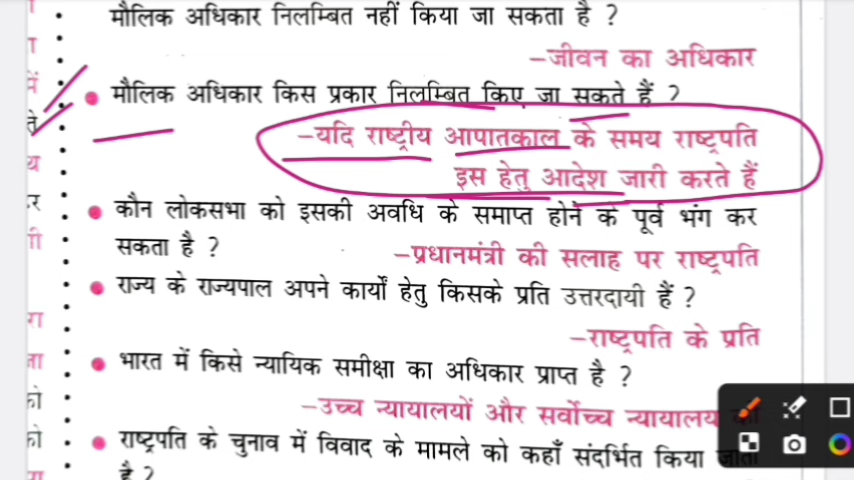 मौलिक अधिकार निलम्बित नहीं किया जा सकता है ?
–जीवन का अधिकार
मौलिक अधिकार किस प्रकार निलम्बित किए जा सकते हैं ?
–यदि राष्ट्रीय आपातकाल के समय राष्ट्रपति
इस हेतु आदेश जारी करते हैं
कौन लोकसभा को इसकी अवधि के समाप्त होने के पूर्व भंग कर
सकता है ?
–प्रधानमंत्री की सलाह पर राष्ट्रपति
राज्य के राज्यपाल अपने कार्यों हेतु किसके प्रति उत्तरदायी हैं ?
–राष्ट्रपति के प्रति
भारत में किसे न्यायिक समीक्षा का अधिकार प्राप्त है ?
–उच्च न्यायालयों और सर्वोच्च न्यायालय
राष्ट्रपति के चुनाव में विवाद के मामले को कहाँ संदर्भित किया जाता
है ?